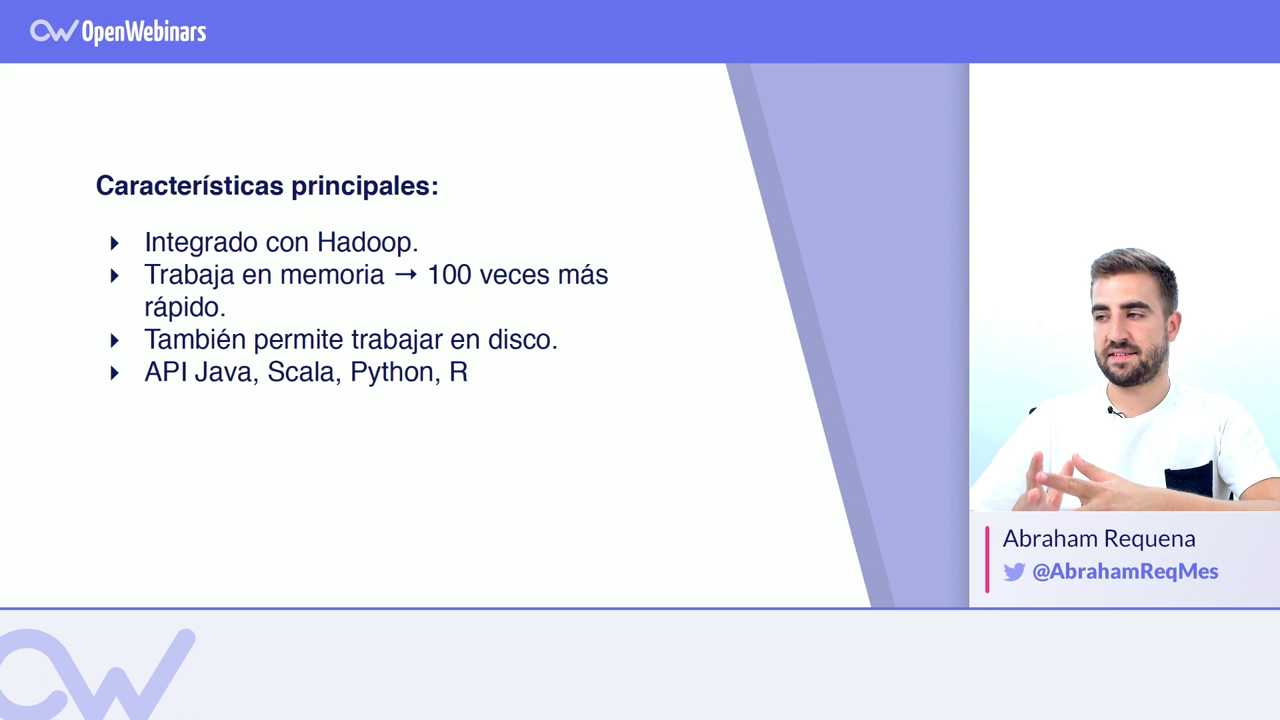 OpenWebinars
Características principales:
Integrado con Hadoop.
Trabaja en memoria → 100 veces más
rápido.
También permite trabajar en disco.
API Java, Scala, Python, R
Abraham Requena
@AbrahamReqMes